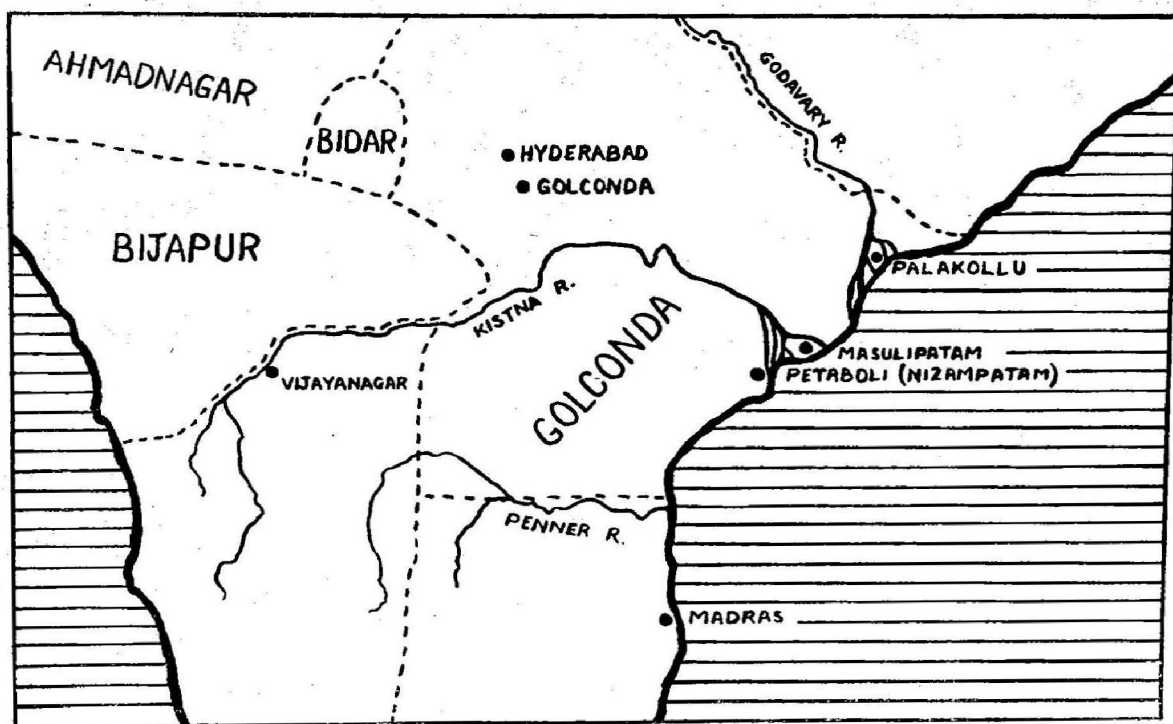 AHMADNAGAR
BIDAR
GODAVARY R.
HYDERABAD
GOLCONDA
BIJAPUR
PALAKOLLU
KISTNA R.
GOLCONDA
MASULIPATAM
PETABOLI (NIZAMPATAM)
VIJAYANAGAR
PENNER R.
MADRAS